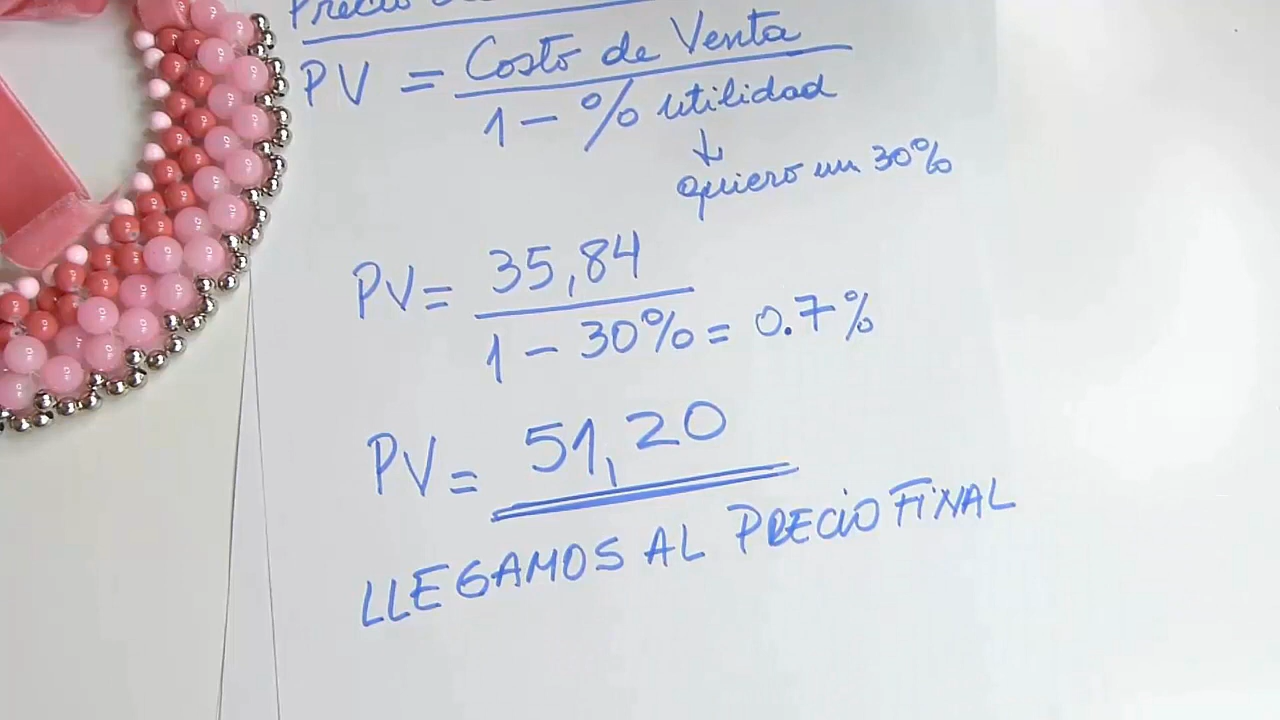 Precio
PV = Costo de Venta
1 - % utilidad
↓
quiero un 30%
PV = 35,84
1 - 30% = 0.7%
PV = 51,20
LLEGAMOS AL PRECIO FINAL